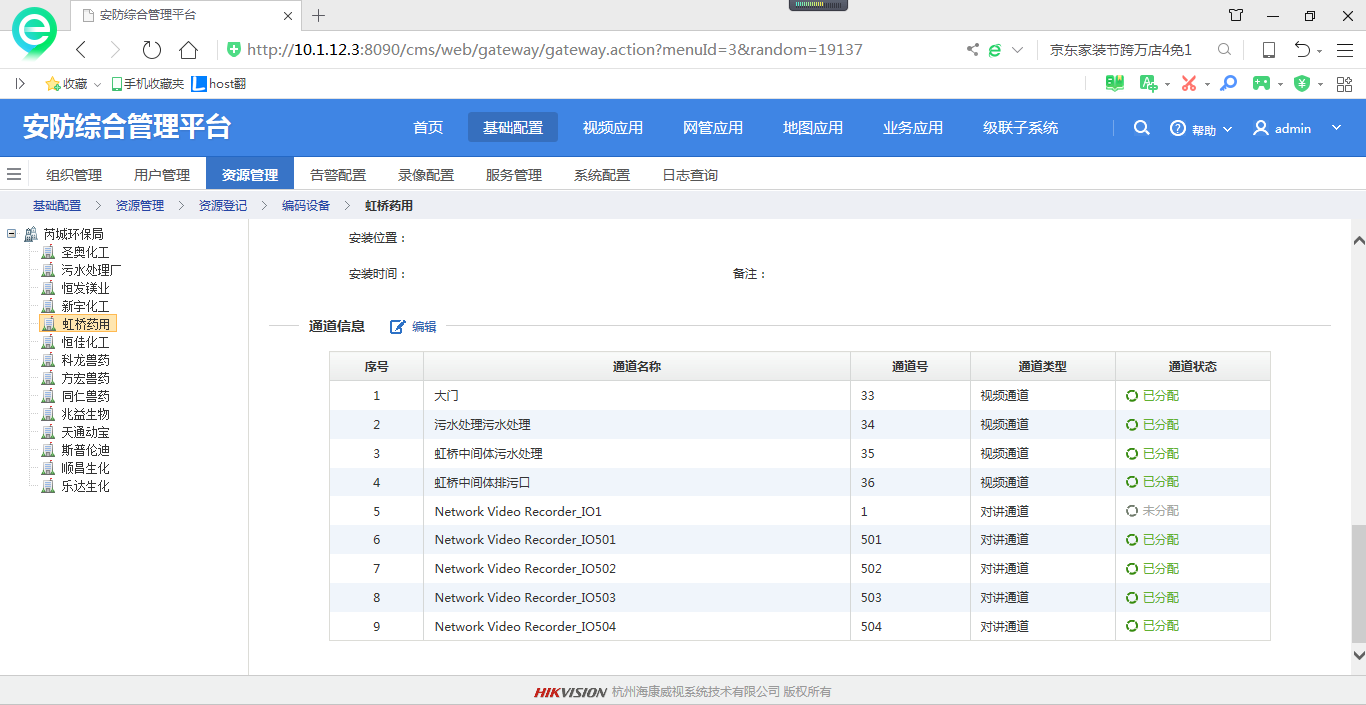 安防综合管理平台
http://10.1.12.3:8090/cms/web/gateway/gateway.action?menuId=3&random=19137
京东家装节跨万店4免1
收藏 手机收藏夹 host翻
安防综合管理平台
首页 基础配置 视频应用 网管应用 地图应用 业务应用 级联子系统 帮助 admin
组织管理 用户管理 资源管理 告警配置 录像配置 服务管理 系统配置 日志查询
基础配置 资源管理 资源登记 编码设备 虹桥药用
芮城环保局
圣奥化工
污水处理厂
恒发镁业
新宇化工
虹桥药用
恒佳化工
科龙兽药
方宏兽药
同仁兽药
兆益生物
天通动宝
斯普伦迪
顺昌生化
乐达生化
安装位置：
安装时间： 备注：
通道信息 编辑
序号 通道名称 通道号 通道类型 通道状态
1 大门 33 视频通道 已分配
2 污水处理污水处理 34 视频通道 已分配
3 虹桥中间体污水处理 35 视频通道 已分配
4 虹桥中间体排污口 36 视频通道 已分配
5 Network Video Recorder_IO1 1 对讲通道 未分配
6 Network Video Recorder_IO501 501 对讲通道 已分配
7 Network Video Recorder_IO502 502 对讲通道 已分配
8 Network Video Recorder_IO503 503 对讲通道 已分配
9 Network Video Recorder_IO504 504 对讲通道 已分配
HIKVISION 杭州海康威视系统技术有限公司 版权所有